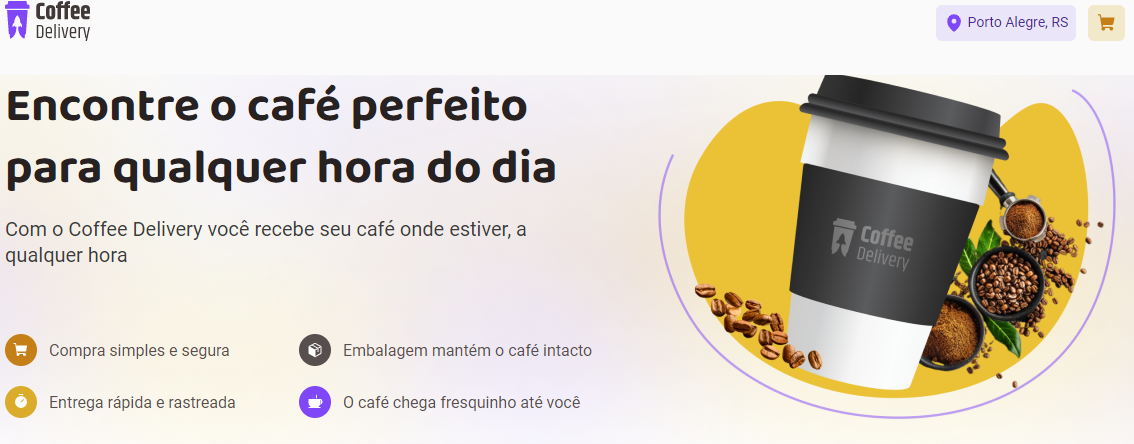 Coffee
Delivery
Porto Alegre, RS
Encontre o café perfeito
para qualquer hora do dia
Com o Coffee Delivery você recebe seu café onde estiver, a
qualquer hora
Compra simples e segura
Embalagem mantém o café intacto
Entrega rápida e rastreada
O café chega fresquinho até você
Coffee
Delivery